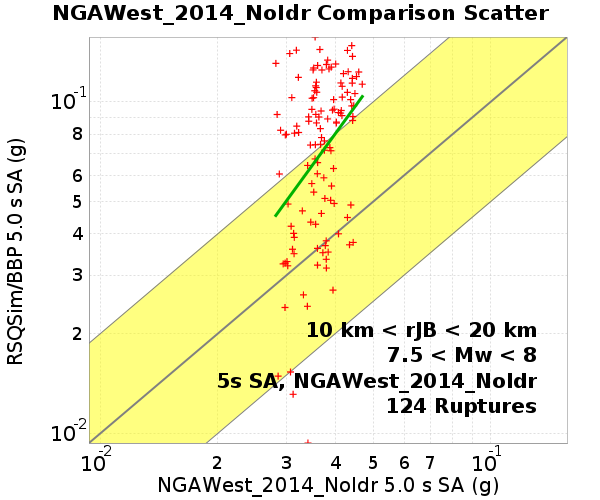 NGAWest_2014_NoIdr Comparison Scatter
RSQSim/BBP 5.0 s SA (g)
10-1
8
6
5
4
3
2
10-2
10 km < rJB < 20 km
7.5 < Mw < 8
5s SA, NGAWest_2014_NoIdr
124 Ruptures
10-2 2 3 4 5 6 7 10-1
NGAWest_2014_NoIdr 5.0 s SA (g)